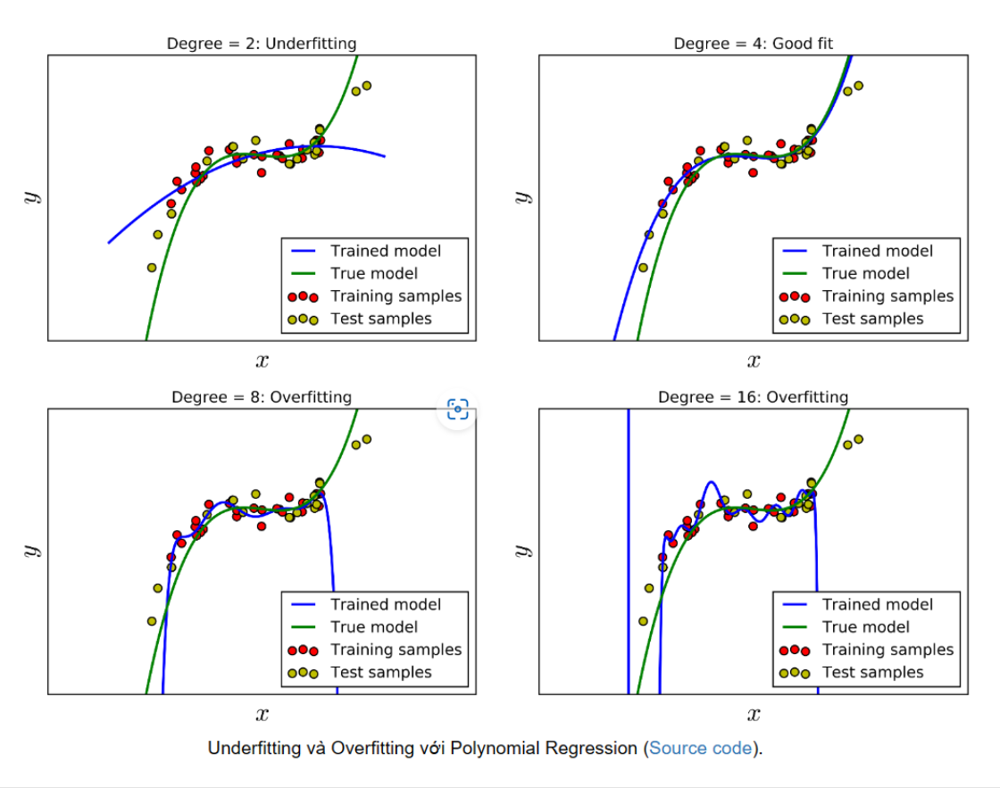 Degree = 2: Underfitting
y
Trained model
True model
Training samples
Test samples
x
Degree = 4: Good fit
y
Trained model
True model
Training samples
Test samples
x
Degree = 8: Overfitting
y
Trained model
True model
Training samples
Test samples
x
Degree = 16: Overfitting
y
Trained model
True model
Training samples
Test samples
x
Underfitting và Overfitting với Polynomial Regression (Source code).